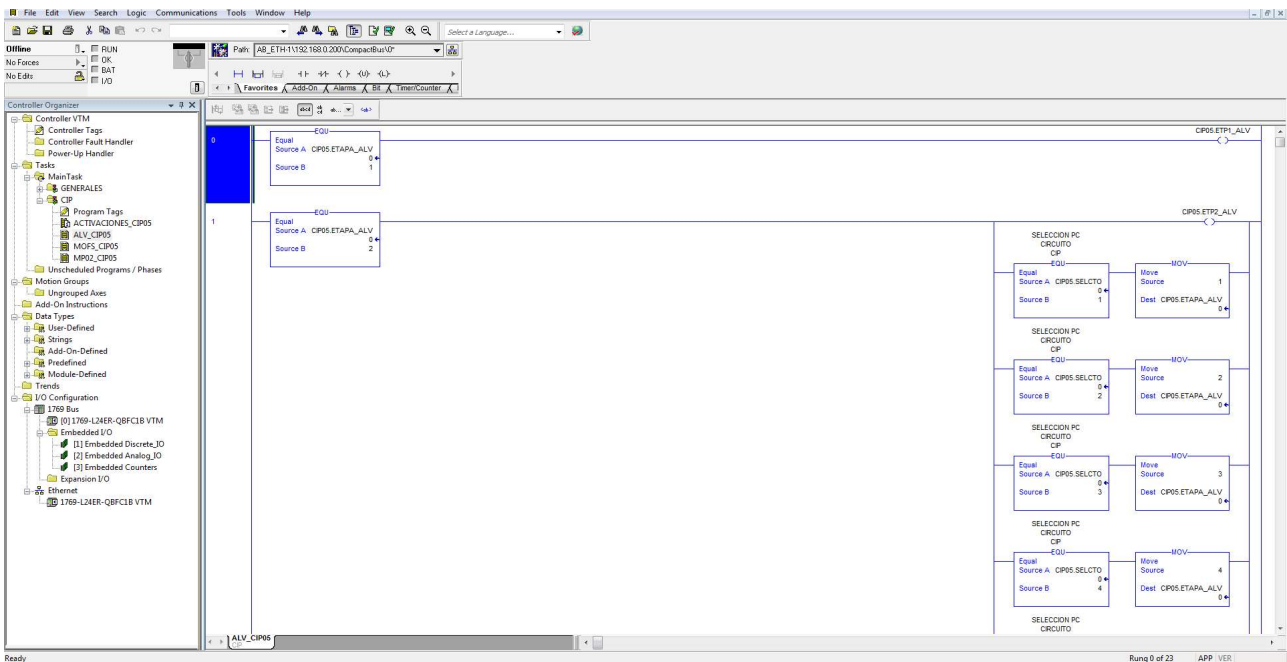 File Edit View Search Logic Communications Tools Window Help
Select a Language...
Offline
RUN
No Forces
OK
BAT
No Edits
I/O
Path: AB_ETH-1\192.168.0.200\CompactBus\0*
Favorites Add-On Alarms Bit Timer/Counter
Controller Organizer
Controller VTM
Controller Tags
Controller Fault Handler
Power-Up Handler
Tasks
MainTask
GENERALES
CIP
Program Tags
ACTIVACIONES_CIP05
ALV_CIP05
MOFS_CIP05
MP02_CIP05
Unscheduled Programs / Phases
Motion Groups
Ungrouped Axes
Add-On Instructions
Data Types
User-Defined
Strings
Add-On-Defined
Predefined
Module-Defined
Trends
I/O Configuration
1769 Bus
[0] 1769-L24ER-QBFC1B VTM
Embedded I/O
[1] Embedded Discrete_IO
[2] Embedded Analog_IO
[3] Embedded Counters
Expansion I/O
Ethernet
1769-L24ER-QBFC1B VTM
0
EQU
Equal
Source A CIP05.ETAPA_ALV
0
Source B 1
CIP05.ETP1_ALV
1
EQU
Equal
Source A CIP05.ETAPA_ALV
0
Source B 2
CIP05.ETP2_ALV
SELECCION PC
CIRCUITO
CIP
EQU
Equal
Source A CIP05.SELCTO
0
Source B 1
MOV
Move
Source 1
Dest CIP05.ETAPA_ALV
0
SELECCION PC
CIRCUITO
CIP
EQU
Equal
Source A CIP05.SELCTO
0
Source B 2
MOV
Move
Source 2
Dest CIP05.ETAPA_ALV
0
SELECCION PC
CIRCUITO
CIP
EQU
Equal
Source A CIP05.SELCTO
0
Source B 3
MOV
Move
Source 3
Dest CIP05.ETAPA_ALV
0
SELECCION PC
CIRCUITO
CIP
EQU
Equal
Source A CIP05.SELCTO
0
Source B 4
MOV
Move
Source 4
Dest CIP05.ETAPA_ALV
0
SELECCION PC
CIRCUITO
ALV_CIP05
CIP
Ready
Rung 0 of 23 APP VER